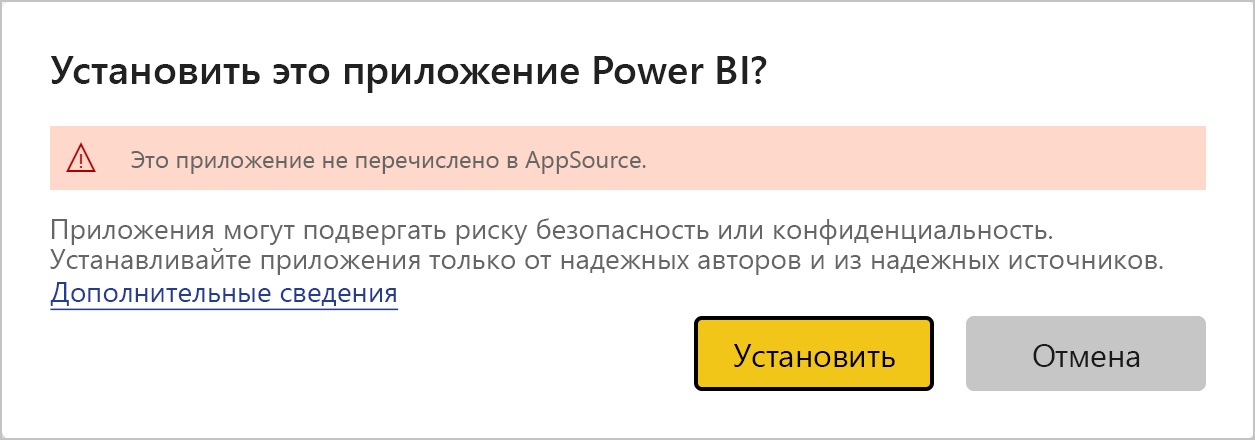 Установить это приложение Power BI?
Это приложение не перечислено в AppSource.
Приложения могут подвергать риску безопасность или конфиденциальность.
Устанавливайте приложения только от надежных авторов и из надежных источников.
Дополнительные сведения
Установить
Отмена